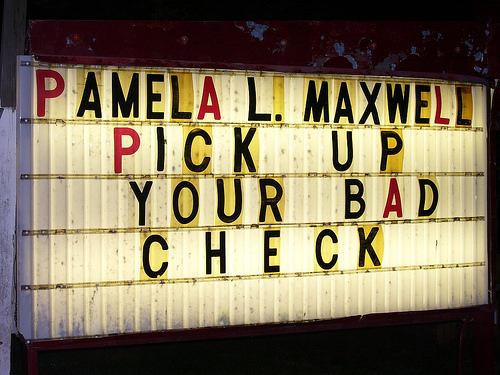 PAMELA L. MAXWELL
PICK UP
YOUR BAD
CHECK